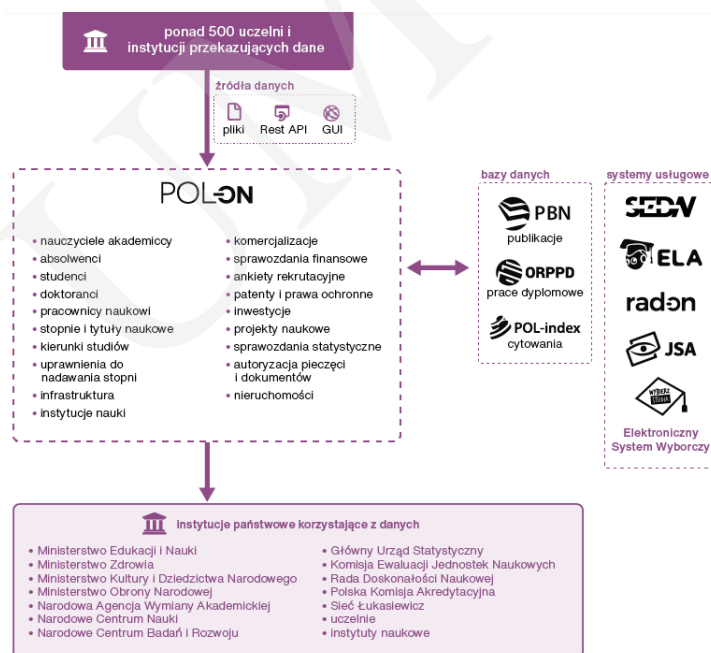 ponad 500 uczelni i
instytucji przekazujących dane
źródła danych
pliki Rest API GUI
POL-ON
• nauczyciele akademiccy
• absolwenci
• studenci
• doktoranci
• pracownicy naukowi
• stopnie i tytuły naukowe
• kierunki studiów
• uprawnienia do
nadawania stopni
• infrastruktura
• instytucje nauki
• komercjalizacje
• sprawozdania finansowe
• ankiety rekrutacyjne
• patenty i prawa ochronne
• inwestycje
• projekty naukowe
• sprawozdania statystyczne
• autoryzacja pieczęci
i dokumentów
• nieruchomości
bazy danych
PBN
publikacje
ORPPD
prace dyplomowe
POL-index
cytowania
systemy usługowe
SEDN
ELA
radon
JSA
WYBIERZ
STUDIA
Elektroniczny
System Wyborczy
instytucje państwowe korzystające z danych
• Ministerstwo Edukacji i Nauki
• Ministerstwo Zdrowia
• Ministerstwo Kultury i Dziedzictwa Narodowego
• Ministerstwo Obrony Narodowej
• Narodowa Agencja Wymiany Akademickiej
• Narodowe Centrum Nauki
• Narodowe Centrum Badań i Rozwoju
• Główny Urząd Statystyczny
• Komisja Ewaluacji Jednostek Naukowych
• Rada Doskonałości Naukowej
• Polska Komisja Akredytacyjna
• Sieć Łukasiewicz
• uczelnie
• instytuty naukowe